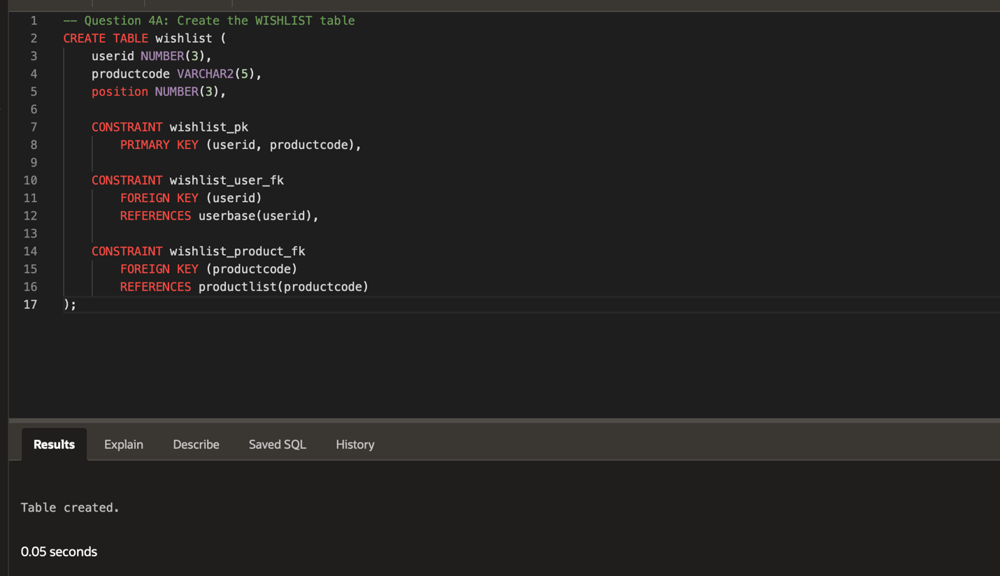 1 -- Question 4A: Create the WISHLIST table
2 CREATE TABLE wishlist (
3 userid NUMBER(3),
4 productcode VARCHAR2(5),
5 position NUMBER(3),
6
7 CONSTRAINT wishlist_pk
8 PRIMARY KEY (userid, productcode),
9
10 CONSTRAINT wishlist_user_fk
11 FOREIGN KEY (userid)
12 REFERENCES userbase(userid),
13
14 CONSTRAINT wishlist_product_fk
15 FOREIGN KEY (productcode)
16 REFERENCES productlist(productcode)
17 );
Results Explain Describe Saved SQL History
Table created.
0.05 seconds